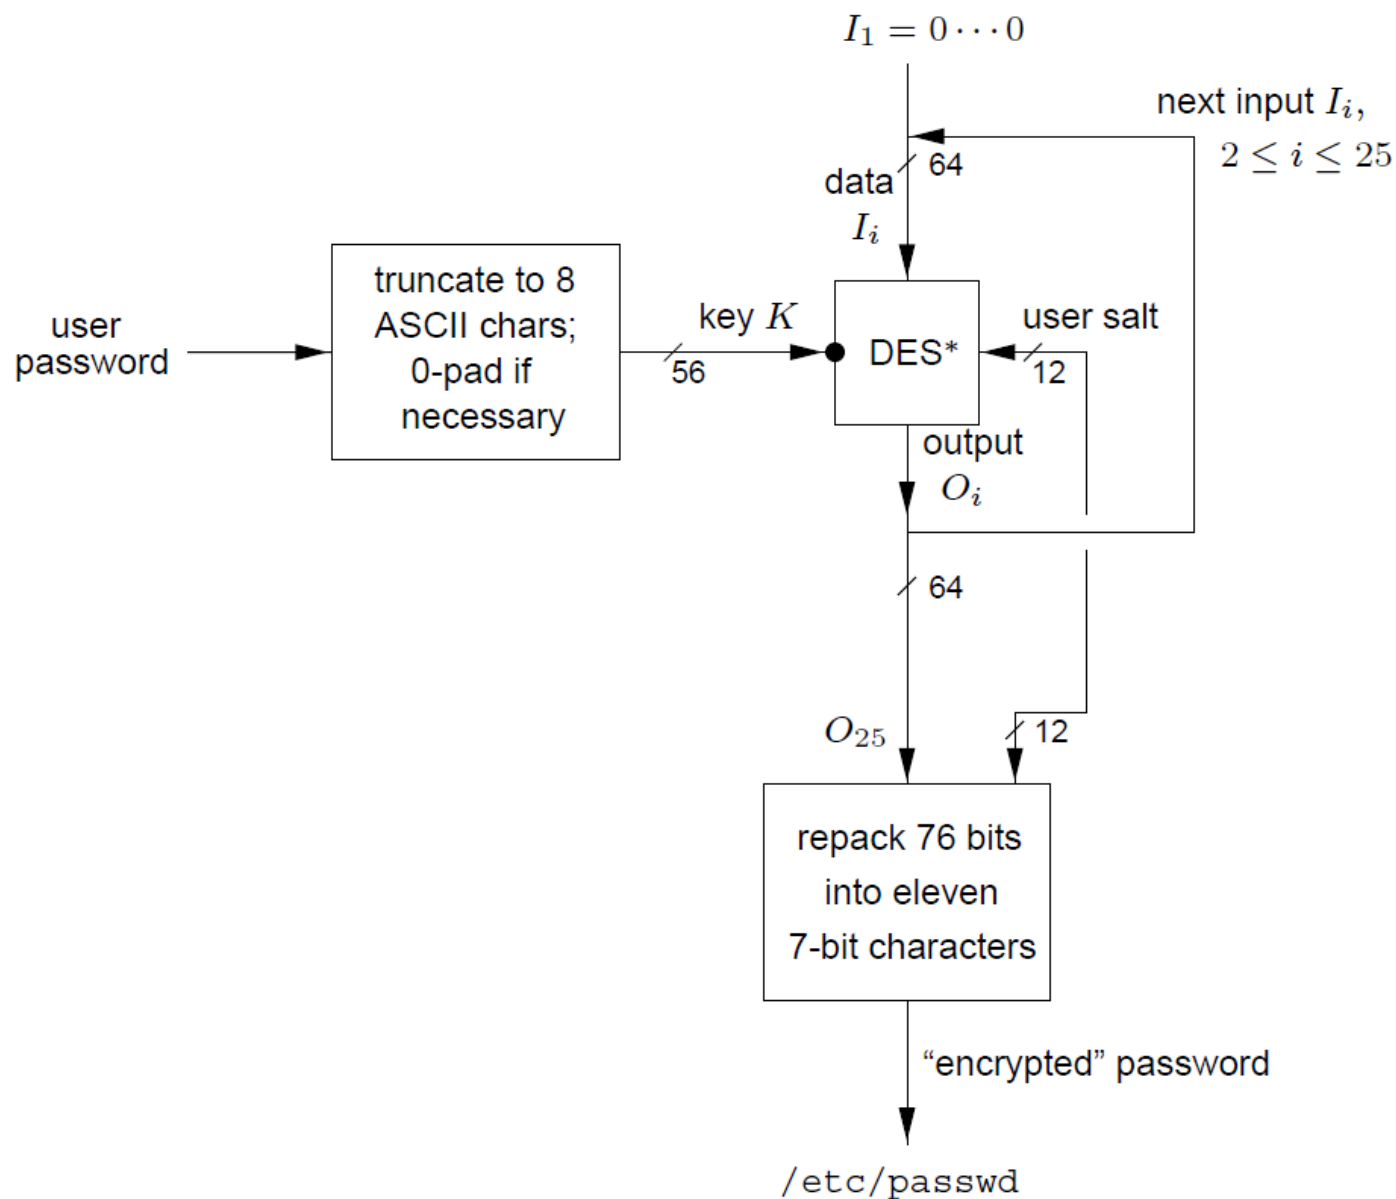 I₁ = 0 ⋯ 0
next input Iᵢ,
2 ≤ i ≤ 25
64
data
Iᵢ
truncate to 8
ASCII chars;
0-pad if
necessary
user
password
key K
56
DES*
user salt
12
output
Oᵢ
64
O₂₅
12
repack 76 bits
into eleven
7-bit characters
“encrypted” password
/etc/passwd